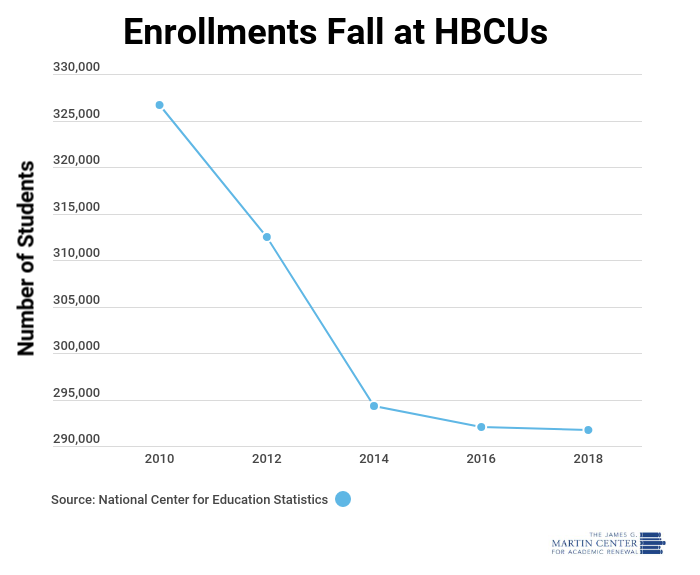 Enrollments Fall at HBCUs
Number of Students
330,000
325,000
320,000
315,000
310,000
305,000
300,000
295,000
290,000
2010 2012 2014 2016 2018
Source: National Center for Education Statistics
THE JAMES G.
MARTIN CENTER
FOR ACADEMIC RENEWAL